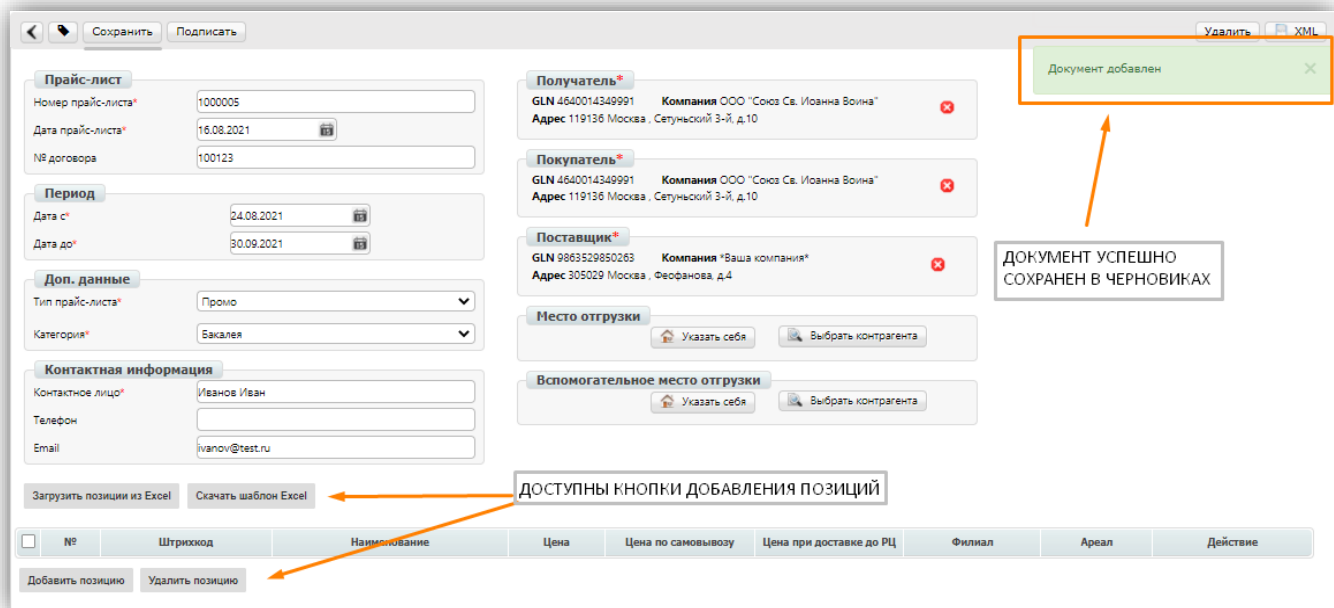 Сохранить Подписать Удалить XML
Документ добавлен ×
Прайс-лист
Номер прайс-листа* 1000005
Дата прайс-листа* 16.08.2021
№ договора 100123
Период
Дата с* 24.08.2021
Дата до* 30.09.2021
Доп. данные
Тип прайс-листа* Промо
Категория* Бакалея
Контактная информация
Контактное лицо* Иванов Иван
Телефон
Email ivanov@test.ru
Получатель*
GLN 4640014349991 Компания ООО "Союз Св. Иоанна Воина"
Адрес 119136 Москва , Сетуньский 3-й, д.10
Покупатель*
GLN 4640014349991 Компания ООО "Союз Св. Иоанна Воина"
Адрес 119136 Москва , Сетуньский 3-й, д.10
Поставщик*
GLN 9863529850263 Компания *Ваша компания*
Адрес 305029 Москва , Феофанова, д.4
Место отгрузки
Указать себя Выбрать контрагента
Вспомогательное место отгрузки
Указать себя Выбрать контрагента
ДОКУМЕНТ УСПЕШНО
СОХРАНЕН В ЧЕРНОВИКАХ
Загрузить позиции из Excel Скачать шаблон Excel
ДОСТУПНЫ КНОПКИ ДОБАВЛЕНИЯ ПОЗИЦИЙ
№ Штрихкод Наименование Цена Цена по самовывозу Цена при доставке до РЦ Филиал Ареал Действие
Добавить позицию Удалить позицию